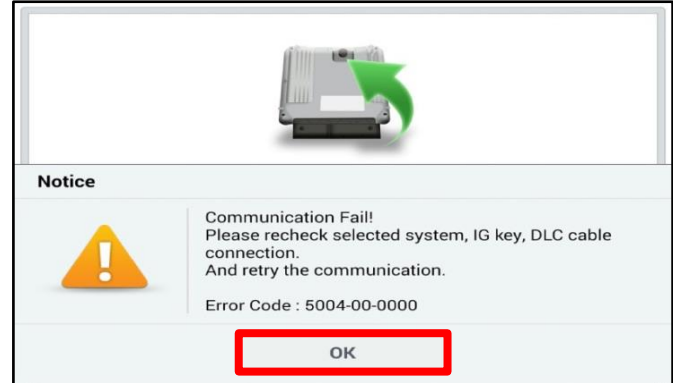 Notice
Communication Fail!
Please recheck selected system, IG key, DLC cable
connection.
And retry the communication.
Error Code : 5004-00-0000
OK